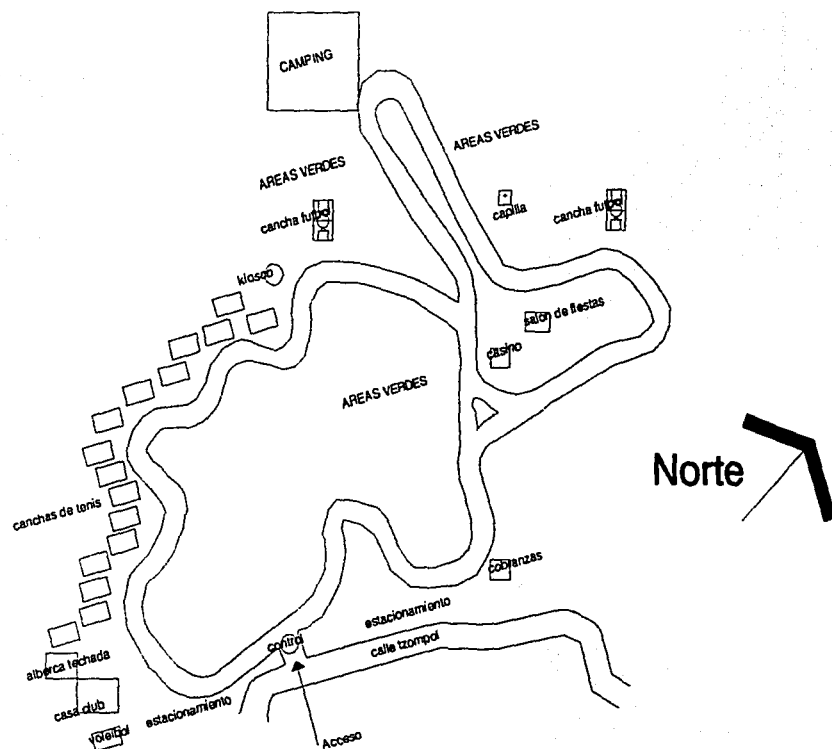 CAMPING
AREAS VERDES
AREAS VERDES
cancha futbol
capilla
cancha futbol
kiosco
salon de fiestas
casino
AREAS VERDES
Norte
canchas de tenis
cobranzas
estacionamiento
control
calle tzompol
alberca techada
casa club
estacionamiento
voleibol
Acceso